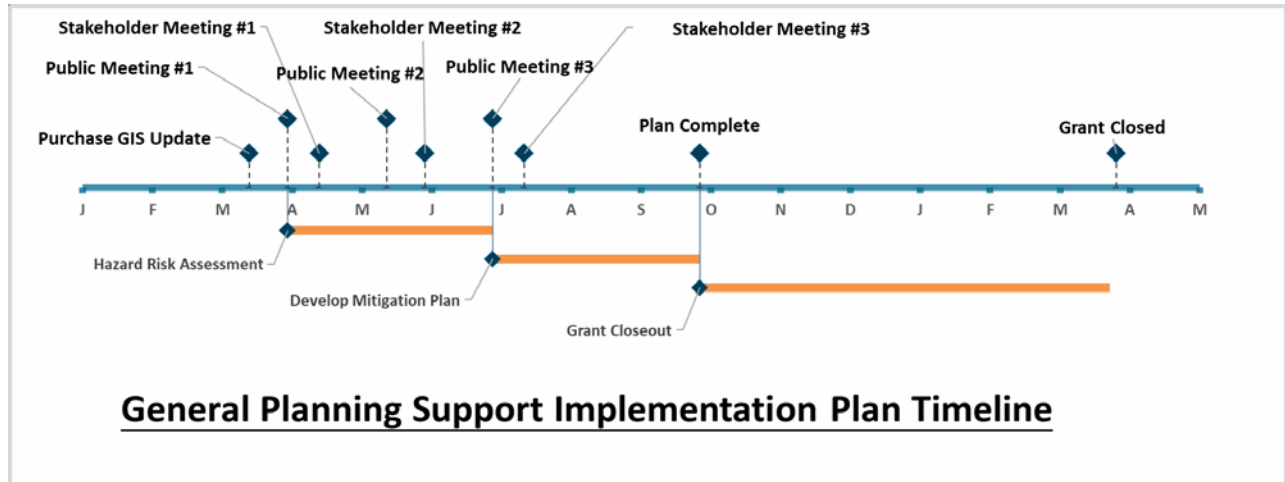 Stakeholder Meeting #1
Stakeholder Meeting #2
Stakeholder Meeting #3
Public Meeting #1
Public Meeting #2
Public Meeting #3
Purchase GIS Update
Plan Complete
Grant Closed
J F M A M J J A S O N D J F M A M
Hazard Risk Assessment
Develop Mitigation Plan
Grant Closeout
General Planning Support Implementation Plan Timeline